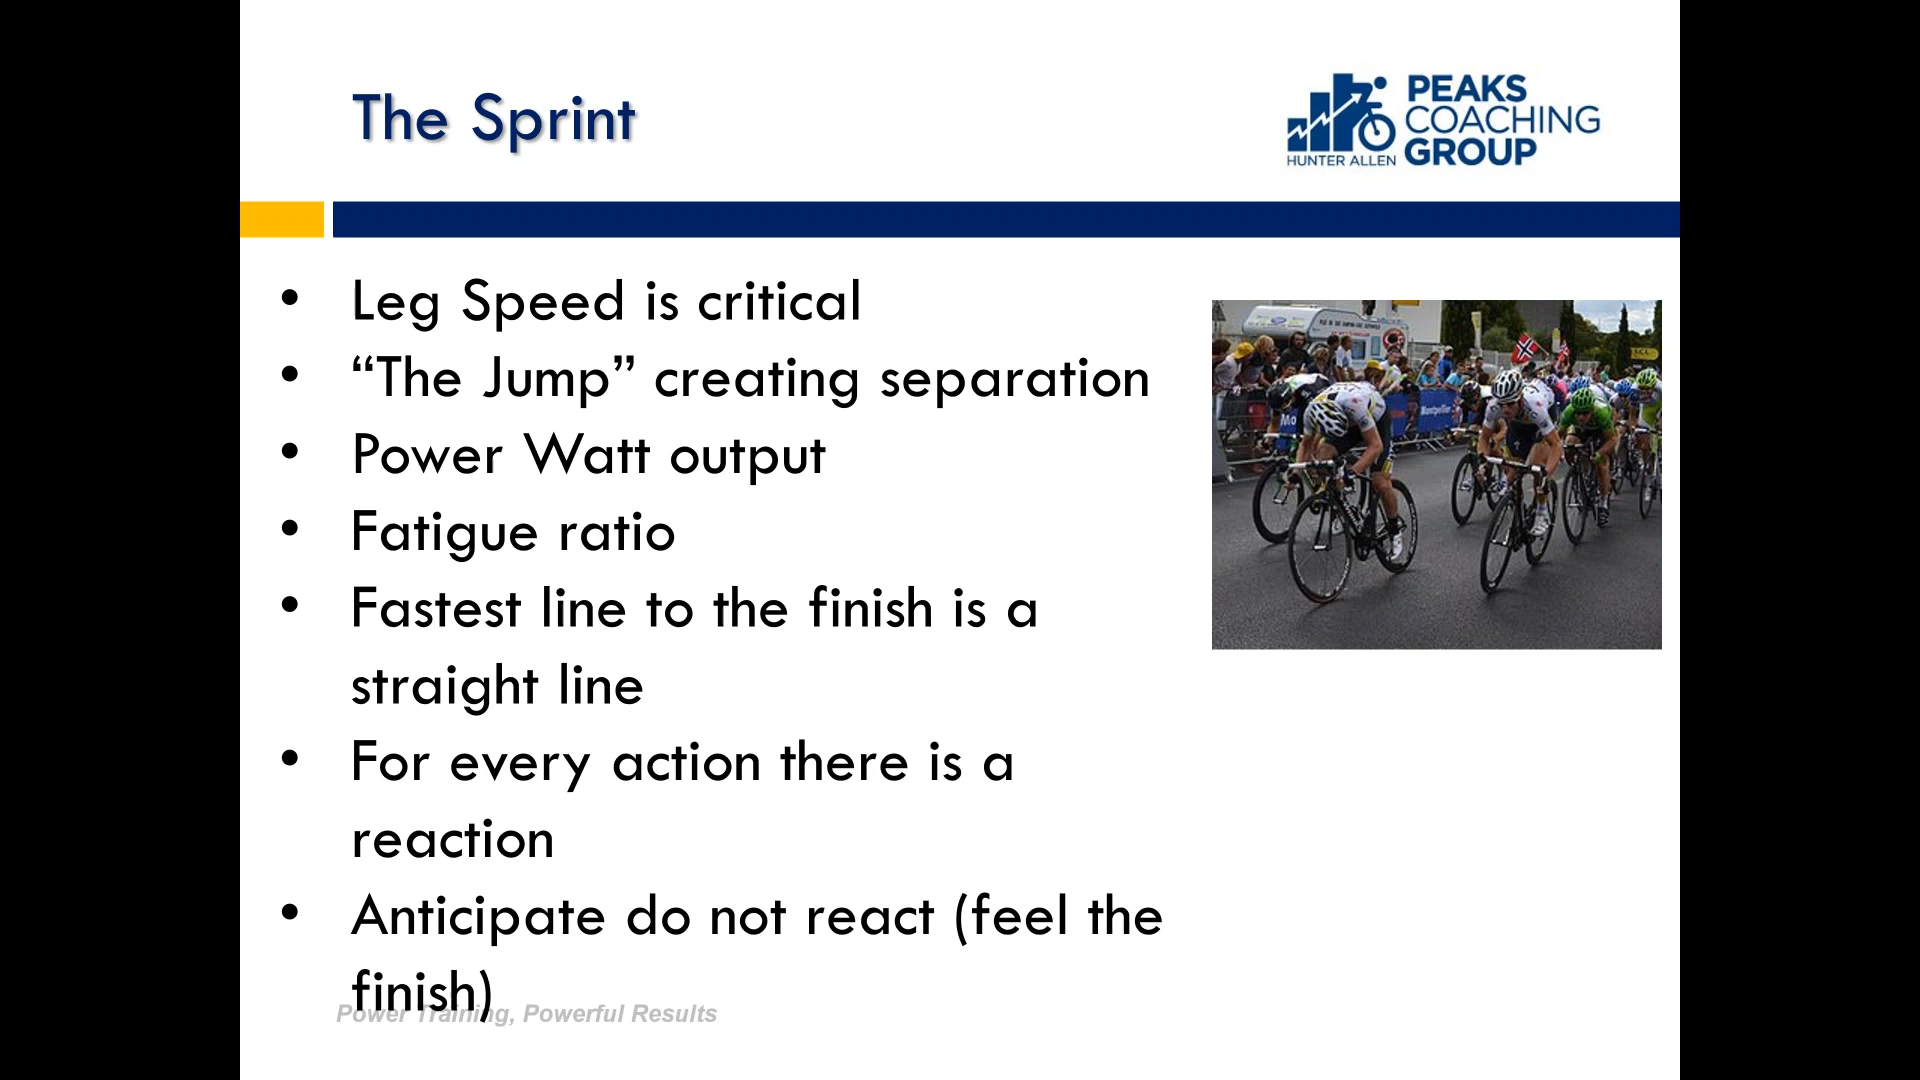 The Sprint
PEAKS
COACHING
GROUP
HUNTER ALLEN
• Leg Speed is critical
• “The Jump” creating separation
• Power Watt output
• Fatigue ratio
• Fastest line to the finish is a
straight line
• For every action there is a
reaction
• Anticipate do not react (feel the
finish)
Power Training, Powerful Results